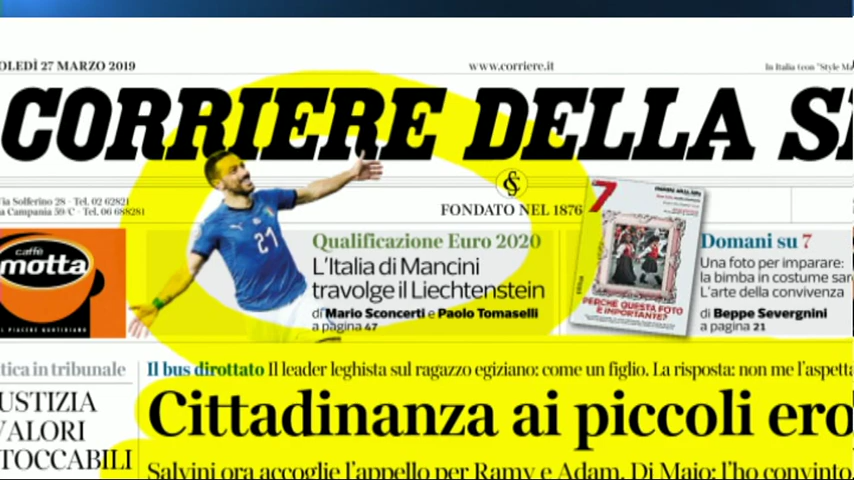 OLEDÌ 27 MARZO 2019
www.corriere.it
In Italia (con "Style Ma
CORRIERE DELLA S
Via Solferino 28 - Tel. 02 62821
a Campania 59/C - Tel. 06 688281
FONDATO NEL 1876
caffè
motta
IL PIACERE QUOTIDIANO
21
Qualificazione Euro 2020
L'Italia di Mancini
travolge il Liechtenstein
di Mario Sconcerti e Paolo Tomaselli
a pagina 47
7
PERCHÉ QUESTA FOTO
È IMPORTANTE?
Domani su 7
Una foto per imparare:
la bimba in costume sar
L'arte della convivenza
di Beppe Severgnini
a pagina 21
tica in tribunale
USTIZIA
VALORI
TOCCABILI
Il bus dirottato Il leader leghista sul ragazzo egiziano: come un figlio. La risposta: non me l'aspetta
Cittadinanza ai piccoli ero
Salvini ora accoglie l'appello per Ramy e Adam. Di Maio: l'ho convinto